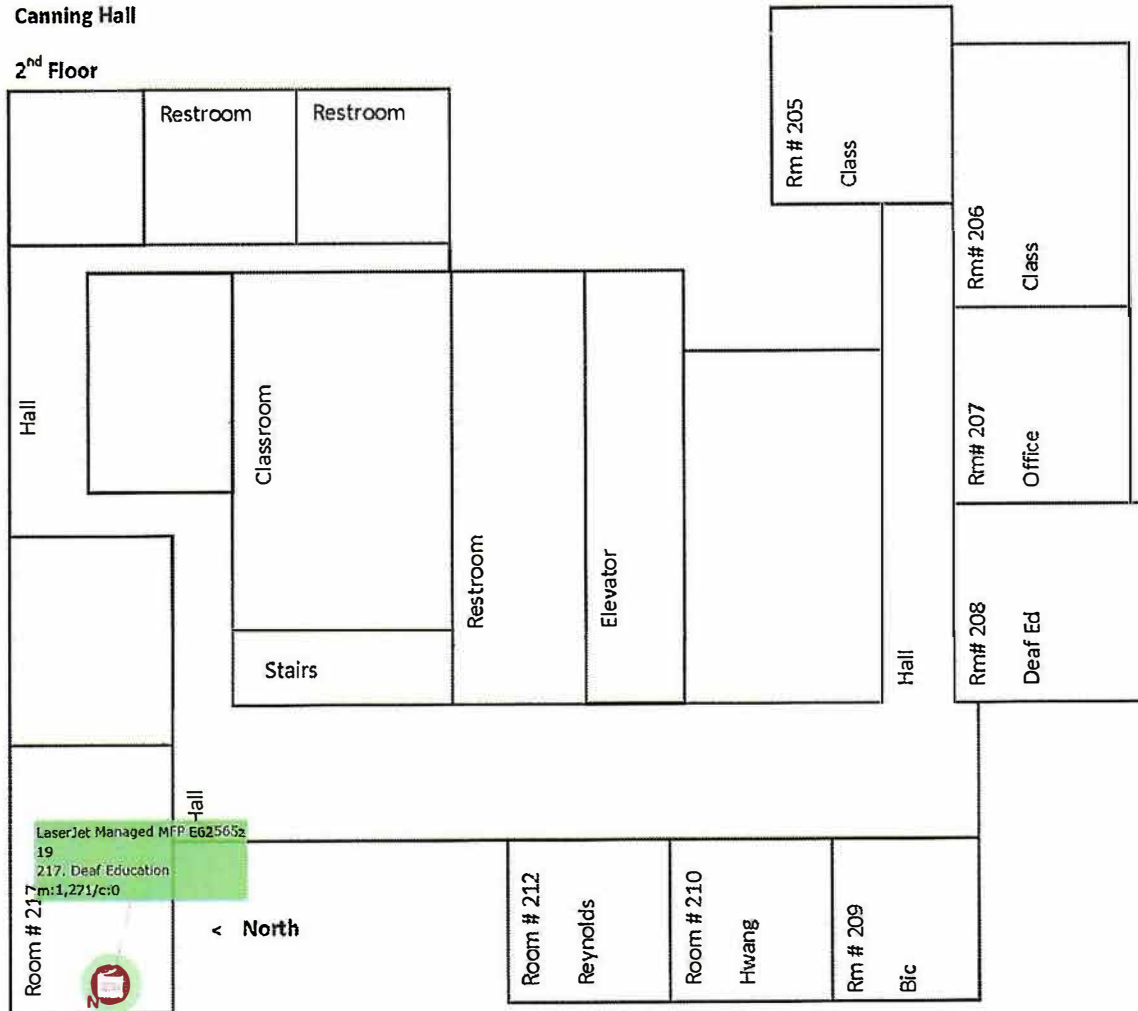 Canning Hall
2nd Floor
Restroom
Restroom
Rm # 205
Class
Rm# 206
Class
Hall
Classroom
Restroom
Elevator
Rm# 207
Office
Stairs
Hall
Rm# 208
Deaf Ed
Hall
LaserJet Managed MFP E62565z
19
217. Deaf Education
m:1,271/c:0
Room # 217
< North
Room # 212
Reynolds
Room # 210
Hwang
Rm # 209
Bic
N